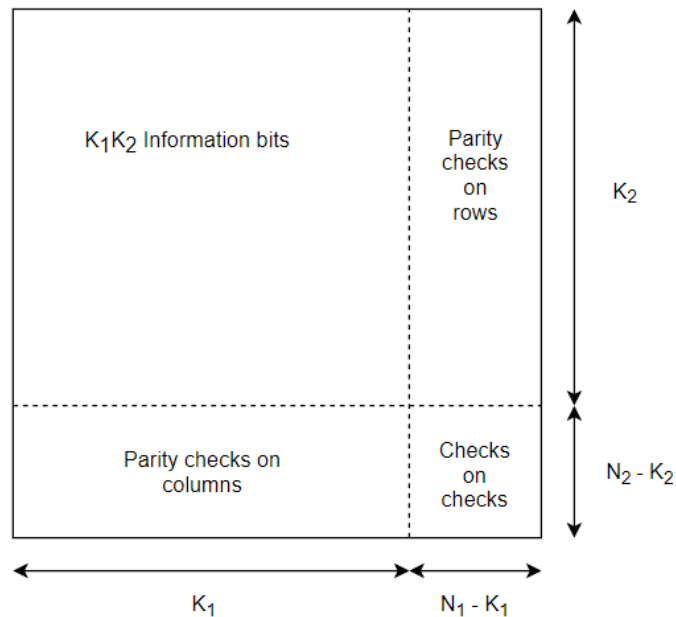 K₁K₂ Information bits
Parity
checks
on
rows
K₂
Parity checks on
columns
Checks
on
checks
N₂ - K₂
K₁
N₁ - K₁